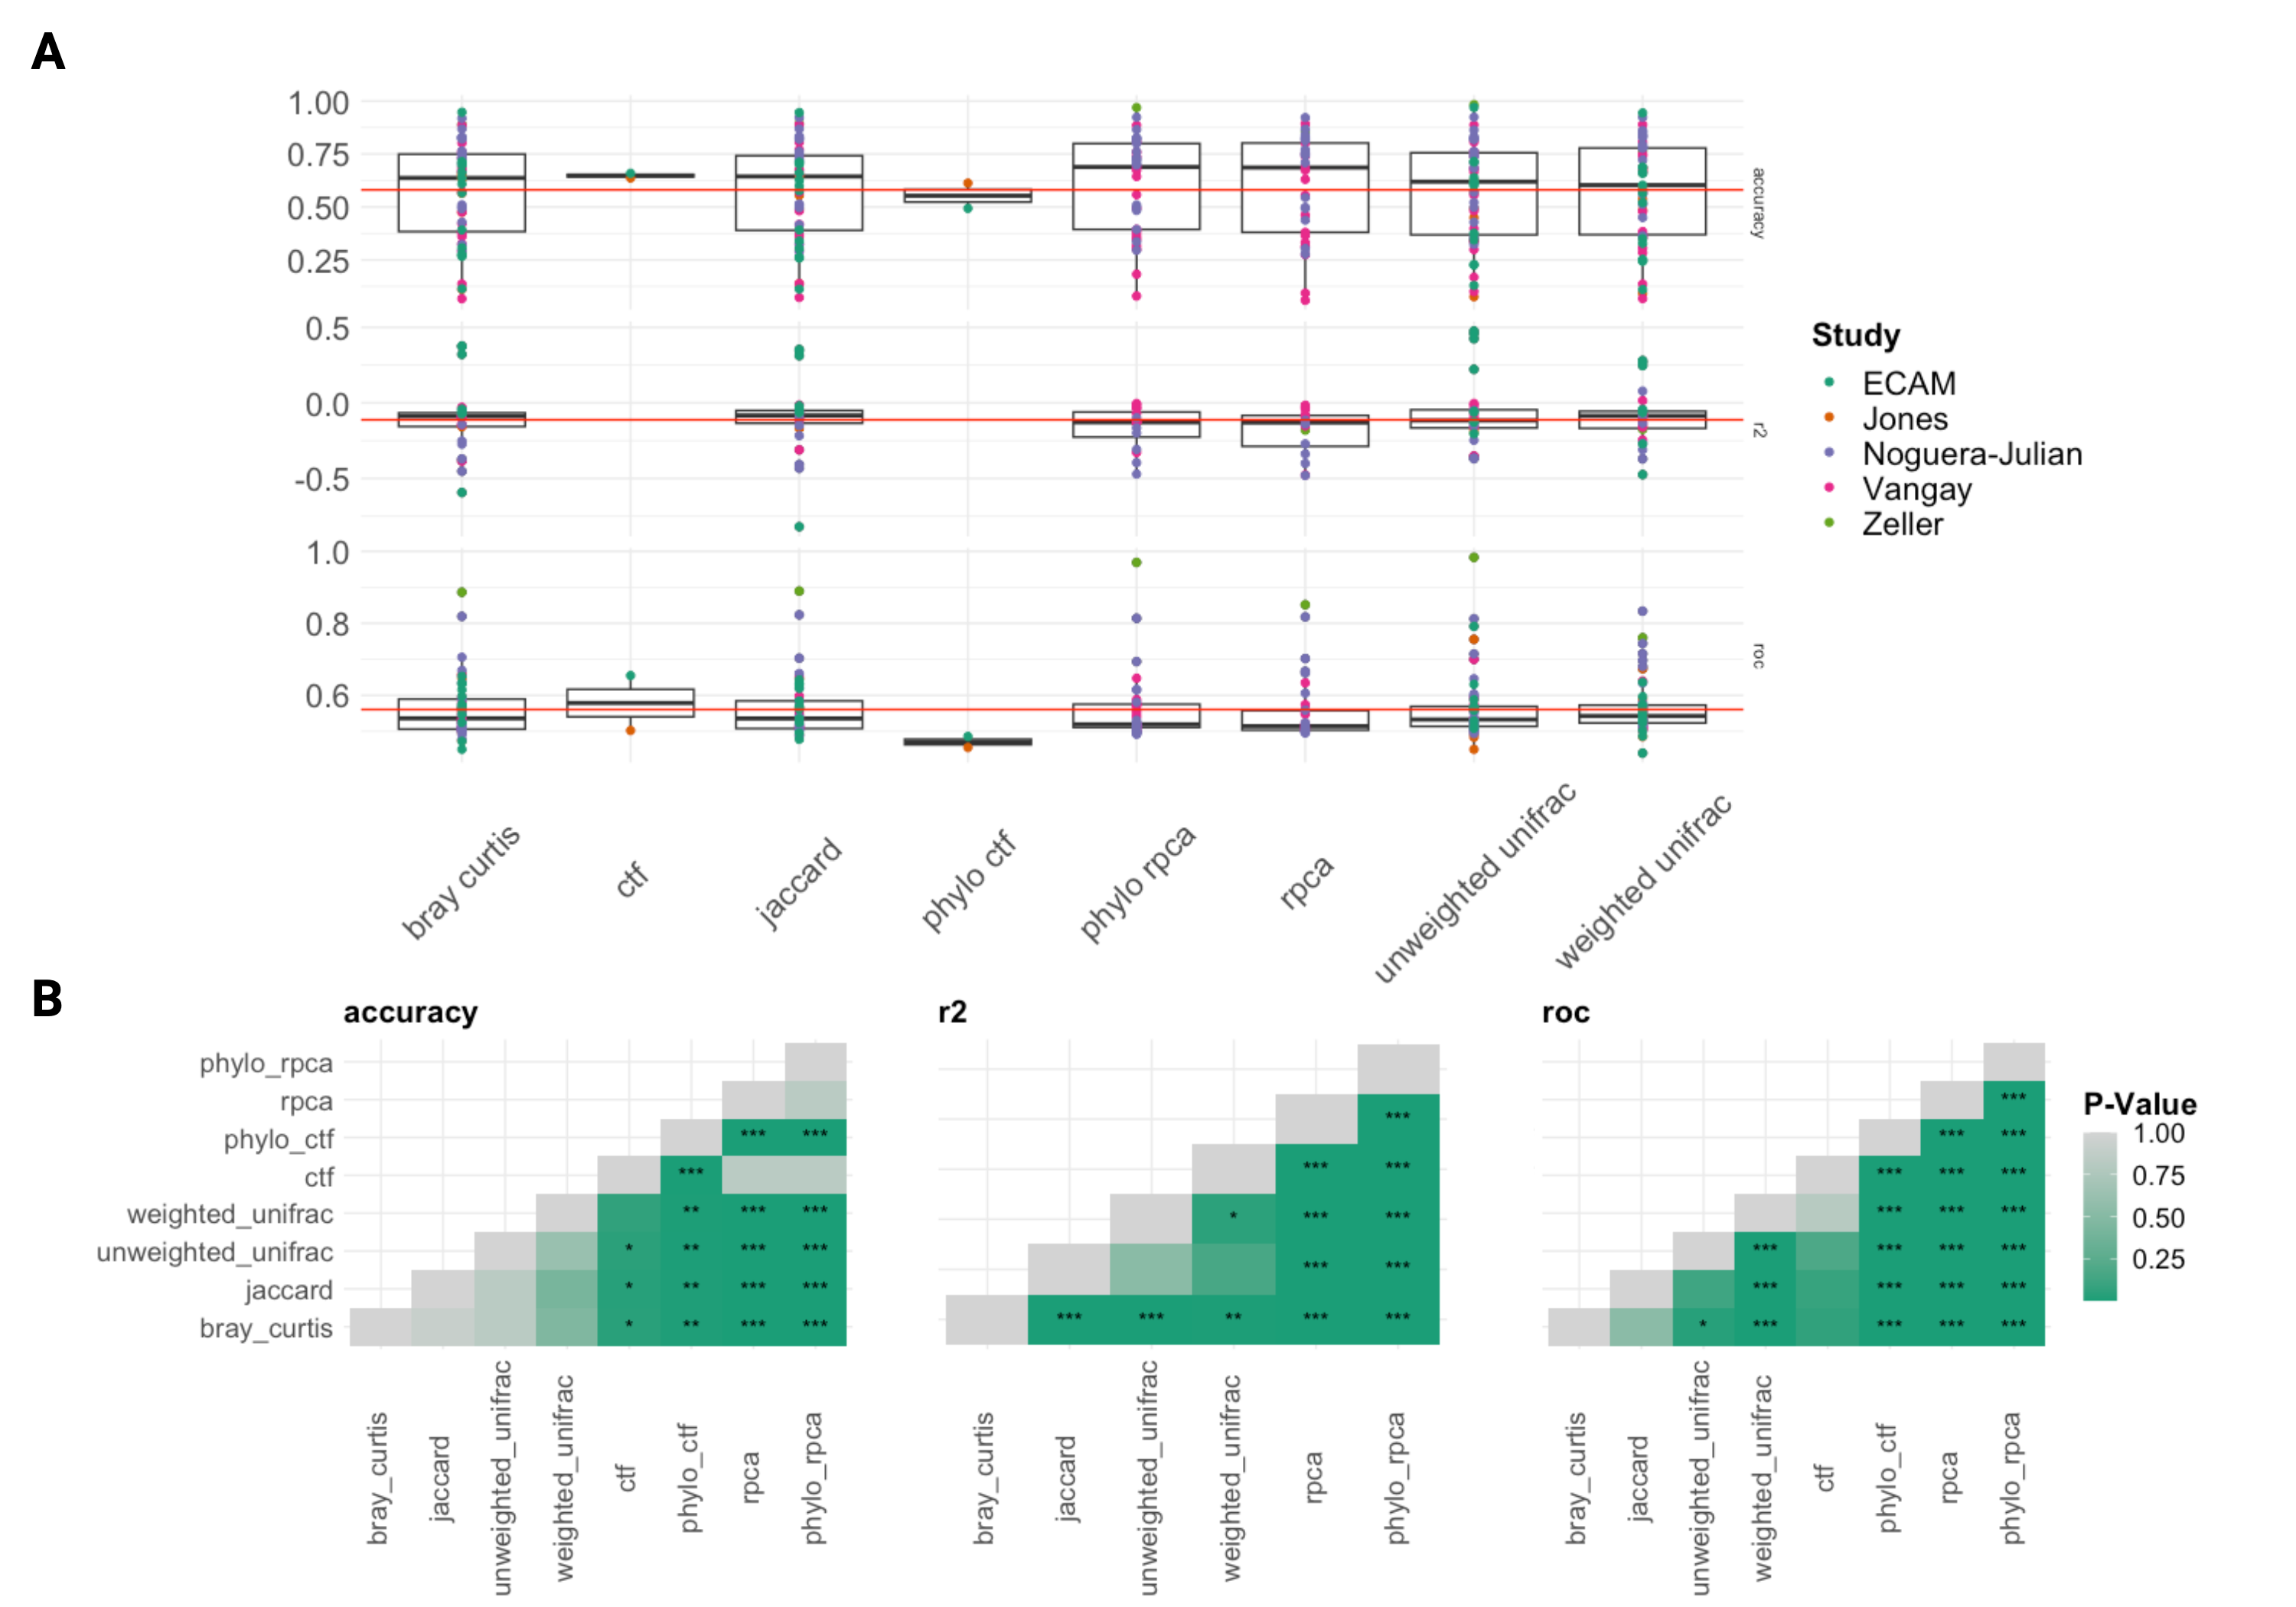 A
1.00
0.75
0.50
0.25
accuracy
0.5
0.0
-0.5
r2
1.0
0.8
0.6
roc
bray curtis
ctf
jaccard
phylo ctf
phylo rpca
rpca
unweighted unifrac
weighted unifrac
Study
ECAM
Jones
Noguera-Julian
Vangay
Zeller
B
accuracy
phylo_rpca
rpca
phylo_ctf
*** ***
ctf
***
weighted_unifrac
** *** ***
unweighted_unifrac
* ** *** ***
jaccard
* ** *** ***
bray_curtis
* ** *** ***
bray_curtis
jaccard
unweighted_unifrac
weighted_unifrac
ctf
phylo_ctf
rpca
phylo_rpca
r2
***
*** ***
* *** ***
*** ***
*** *** ** *** ***
bray_curtis
jaccard
unweighted_unifrac
weighted_unifrac
rpca
phylo_rpca
roc
***
*** ***
*** *** ***
*** *** ***
*** *** *** ***
*** *** *** ***
* *** *** *** ***
bray_curtis
jaccard
unweighted_unifrac
weighted_unifrac
ctf
phylo_ctf
rpca
phylo_rpca
P-Value
1.00
0.75
0.50
0.25